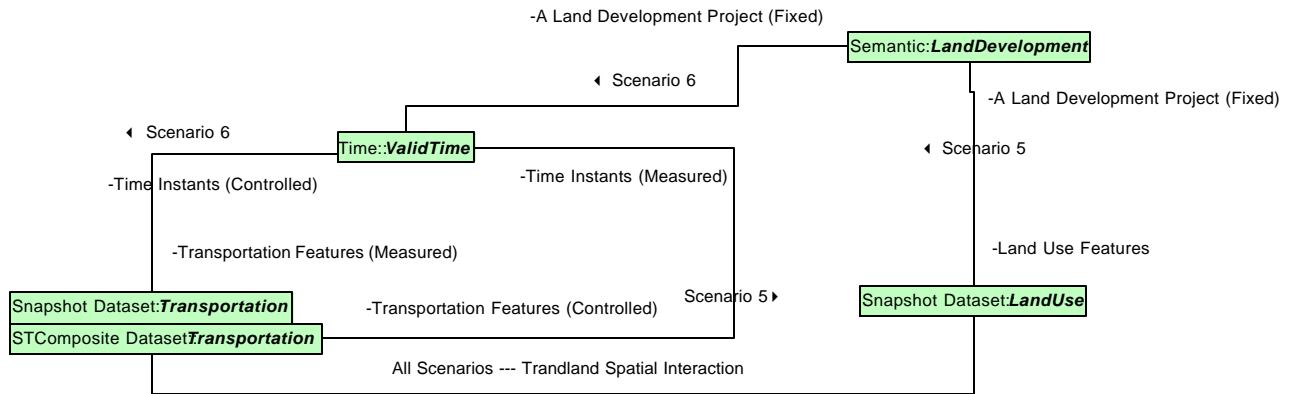 -A Land Development Project (Fixed)
Semantic:LandDevelopment
Scenario 6
-A Land Development Project (Fixed)
Scenario 6
Time::ValidTime
Scenario 5
-Time Instants (Controlled)
-Time Instants (Measured)
-Transportation Features (Measured)
-Land Use Features
Snapshot Dataset:Transportation
-Transportation Features (Controlled)
Scenario 5
Snapshot Dataset:LandUse
STComposite Dataset:Transportation
All Scenarios --- Trandland Spatial Interaction